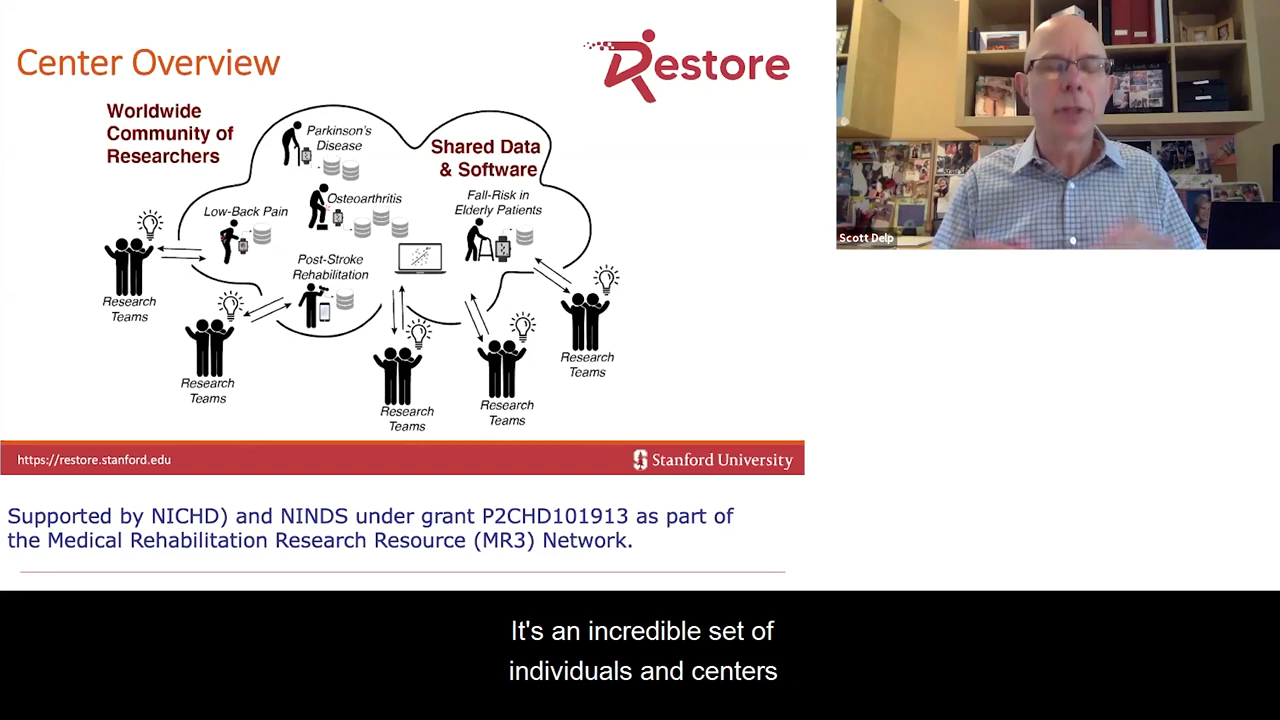 Center Overview
Restore
Worldwide
Community of
Researchers
Parkinson's
Disease
Shared Data
& Software
Osteoarthritis
Fall-Risk in
Elderly Patients
Low-Back Pain
Post-Stroke
Rehabilitation
Research
Teams
Research
Teams
Research
Teams
Research
Teams
Research
Teams
https://restore.stanford.edu
Stanford University
Scott Delp
Supported by NICHD) and NINDS under grant P2CHD101913 as part of
the Medical Rehabilitation Research Resource (MR3) Network.
It's an incredible set of
individuals and centers